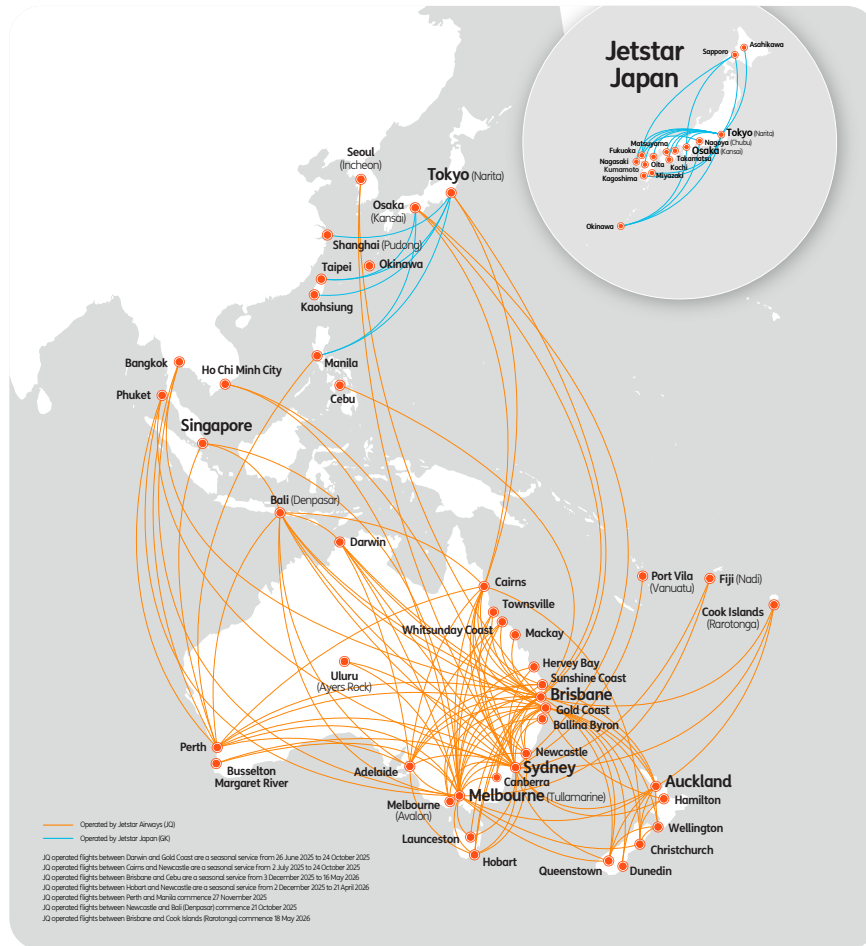 Jetstar
Japan
Sapporo
Asahikawa
Tokyo (Narita)
Nagoya (Chubu)
Osaka (Kansai)
Matsuyama
Takamatsu
Fukuoka
Nagasaki
Oita
Kochi
Kumamoto
Miyazaki
Kagoshima
Okinawa
Seoul
(Incheon)
Tokyo (Narita)
Osaka
(Kansai)
Shanghai (Pudong)
Okinawa
Taipei
Kaohsiung
Bangkok
Ho Chi Minh City
Manila
Phuket
Cebu
Singapore
Bali (Denpasar)
Darwin
Cairns
Port Vila
(Vanuatu)
Fiji (Nadi)
Cook Islands
(Rarotonga)
Townsville
Whitsunday Coast
Mackay
Uluru
(Ayers Rock)
Hervey Bay
Sunshine Coast
Brisbane
Gold Coast
Ballina Byron
Perth
Busselton
Margaret River
Adelaide
Newcastle
Sydney
Canberra
Melbourne (Tullamarine)
Melbourne
(Avalon)
Auckland
Hamilton
Wellington
Christchurch
Launceston
Hobart
Queenstown
Dunedin
Operated by Jetstar Airways (JQ)
Operated by Jetstar Japan (GK)
JQ operated flights between Darwin and Gold Coast are a seasonal service from 26 June 2025 to 24 October 2025
JQ operated flights between Cairns and Newcastle are a seasonal service from 2 July 2025 to 24 October 2025
JQ operated flights between Brisbane and Cebu are a seasonal service from 3 December 2025 to 16 May 2026
JQ operated flights between Hobart and Newcastle are a seasonal service from 2 December 2025 to 21 April 2026
JQ operated flights between Perth and Manila commence 27 November 2025
JQ operated flights between Newcastle and Bali (Denpasar) commence 21 October 2025
JQ operated flights between Brisbane and Cook Islands (Rarotonga) commence 18 May 2026